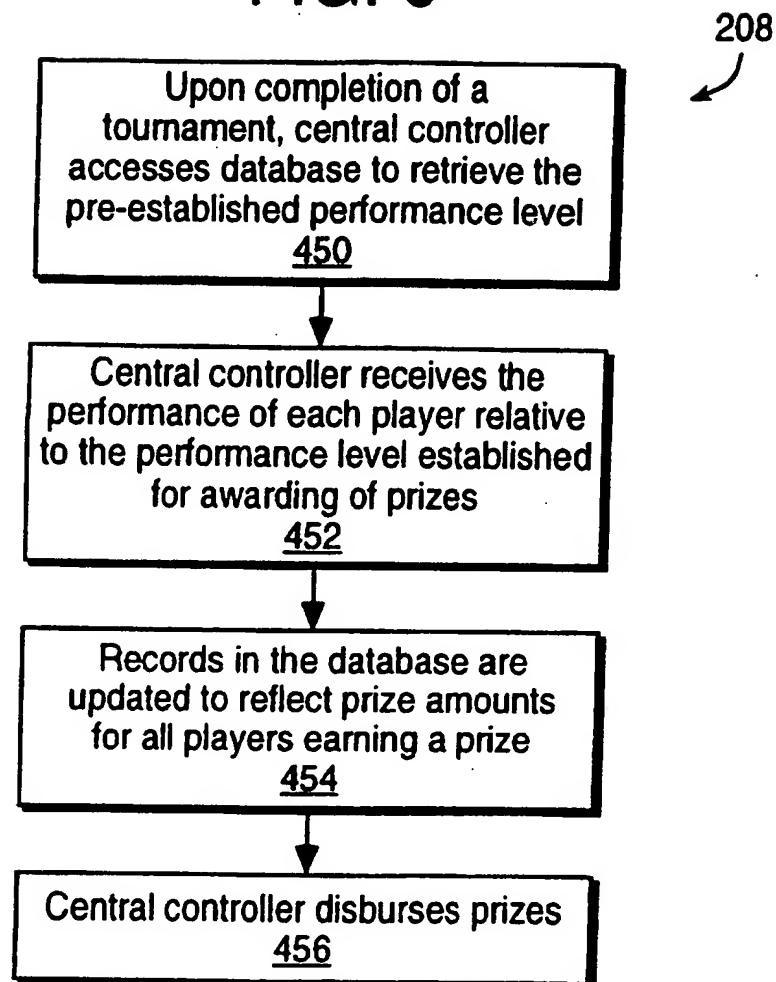 208
Upon completion of a
tournament, central controller
accesses database to retrieve the
pre-established performance level
450
Central controller receives the
performance of each player relative
to the performance level established
for awarding of prizes
452
Records in the database are
updated to reflect prize amounts
for all players earning a prize
454
Central controller disburses prizes
456